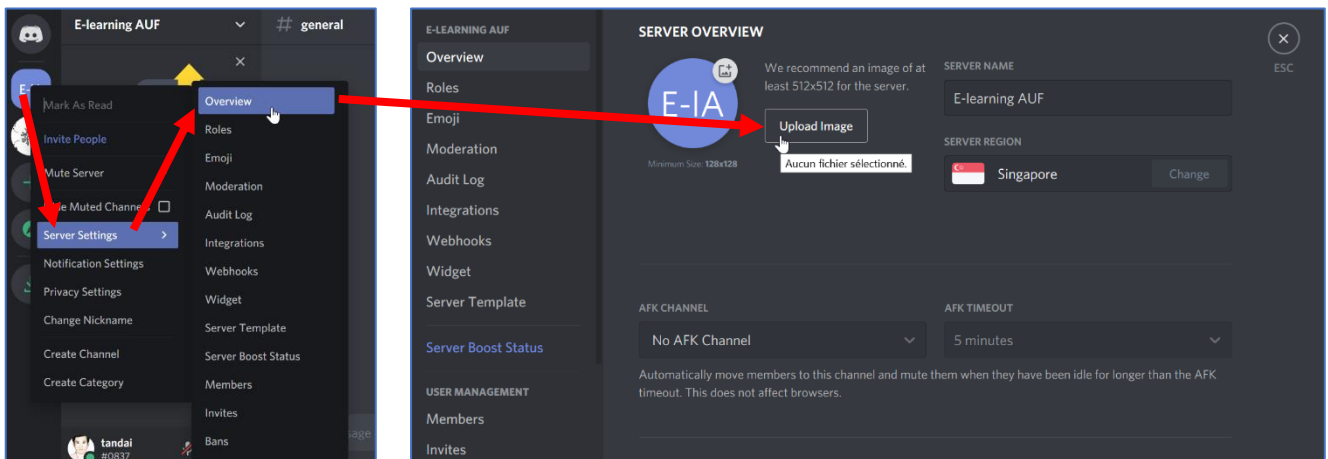 E-learning AUF
# general
E-
Mark As Read
Invite People
Mute Server
Muted Channels
Server Settings >
Notification Settings
Privacy Settings
Change Nickname
Create Channel
Create Category
tandai
#0837
Overview
Roles
Emoji
Moderation
Audit Log
Integrations
Webhooks
Widget
Server Template
Server Boost Status
Members
Invites
Bans
E-LEARNING AUF
Overview
Roles
Emoji
Moderation
Audit Log
Integrations
Webhooks
Widget
Server Template
Server Boost Status
USER MANAGEMENT
Members
Invites
SERVER OVERVIEW
E-IA
Minimum Size: 128x128
We recommend an image of at
least 512x512 for the server.
Upload Image
Aucun fichier sélectionné.
SERVER NAME
E-learning AUF
SERVER REGION
Singapore
Change
ESC
AFK CHANNEL
No AFK Channel
AFK TIMEOUT
5 minutes
Automatically move members to this channel and mute them when they have been idle for longer than the AFK
timeout. This does not affect browsers.